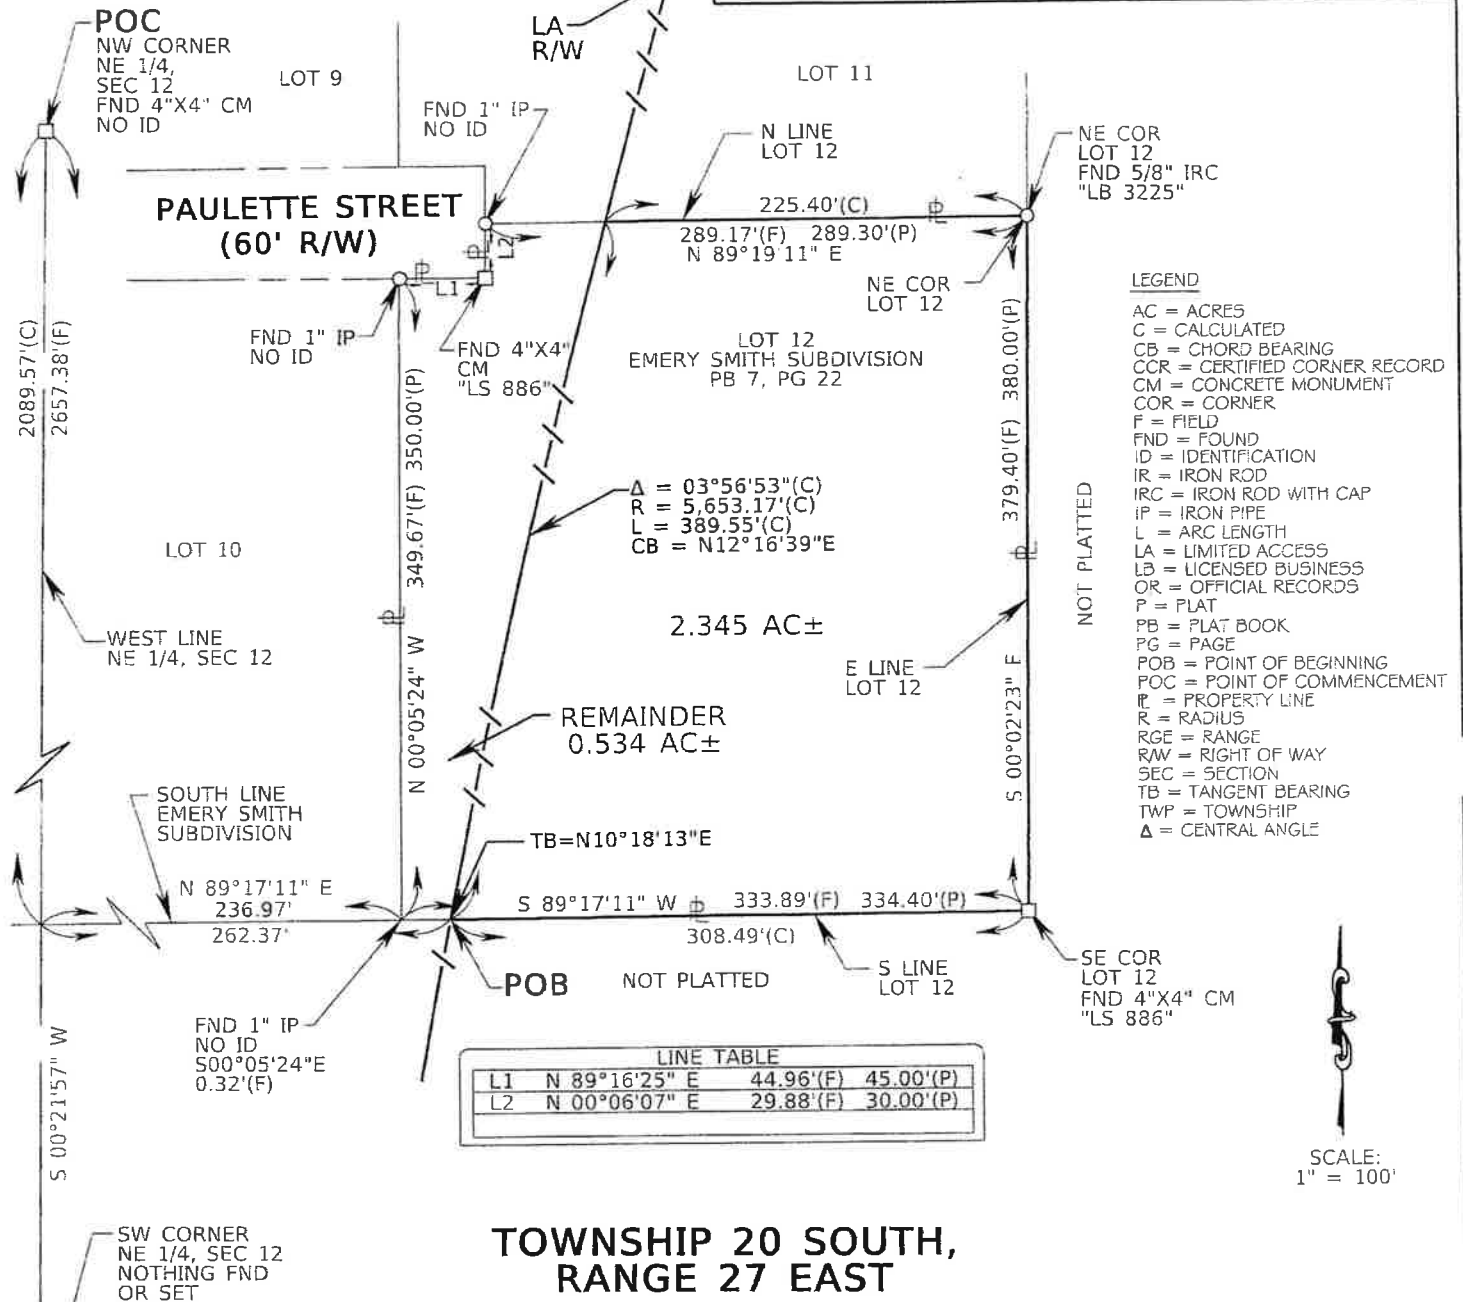 POC
NW CORNER
NE 1/4,
SEC 12
FND 4"X4" CM
NO ID
LOT 9
LA
R/W
LOT 11
FND 1" IP
NO ID
N LINE
LOT 12
NE COR
LOT 12
FND 5/8" IRC
"LB 3225"
PAULETTE STREET
(60' R/W)
225.40'(C)
289.17'(F) 289.30'(P)
N 89°19'11" E
L2
L1
NE COR
LOT 12
FND 1" IP
NO ID
FND 4"X4"
CM
"LS 886"
LOT 12
EMERY SMITH SUBDIVISION
PB 7, PG 22
2089.57'(C)
2657.38'(F)
N 00°05'24" W 349.67'(F) 350.00'(P)
S 00°02'23" E 379.40'(F) 380.00'(P)
NOT PLATTED
Δ = 03°56'53"(C)
R = 5,653.17'(C)
L = 389.55'(C)
CB = N12°16'39"E
LOT 10
WEST LINE
NE 1/4, SEC 12
2.345 AC±
E LINE
LOT 12
REMAINDER
0.534 AC±
SOUTH LINE
EMERY SMITH
SUBDIVISION
TB=N10°18'13"E
N 89°17'11" E
236.97'
262.37'
S 89°17'11" W 333.89'(F) 334.40'(P)
308.49'(C)
POB
NOT PLATTED
S LINE
LOT 12
SE COR
LOT 12
FND 4"X4" CM
"LS 886"
FND 1" IP
NO ID
S00°05'24"E
0.32'(F)
S 00°21'57" W
LEGEND
AC = ACRES
C = CALCULATED
CB = CHORD BEARING
CCR = CERTIFIED CORNER RECORD
CM = CONCRETE MONUMENT
COR = CORNER
F = FIELD
FND = FOUND
ID = IDENTIFICATION
IR = IRON ROD
IRC = IRON ROD WITH CAP
IP = IRON PIPE
L = ARC LENGTH
LA = LIMITED ACCESS
LB = LICENSED BUSINESS
OR = OFFICIAL RECORDS
P = PLAT
PB = PLAT BOOK
PG = PAGE
POB = POINT OF BEGINNING
POC = POINT OF COMMENCEMENT
PL = PROPERTY LINE
R = RADIUS
RGE = RANGE
R/W = RIGHT OF WAY
SEC = SECTION
TB = TANGENT BEARING
TWP = TOWNSHIP
Δ = CENTRAL ANGLE
LINE TABLE
L1 N 89°16'25" E 44.96'(F) 45.00'(P)
L2 N 00°06'07" E 29.88'(F) 30.00'(P)
SCALE:
1" = 100'
SW CORNER
NE 1/4, SEC 12
NOTHING FND
OR SET
TOWNSHIP 20 SOUTH,
RANGE 27 EAST